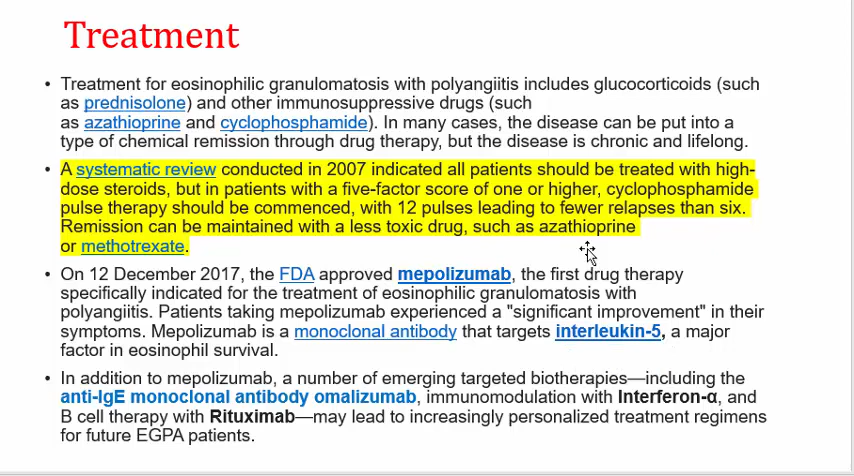 Treatment
• Treatment for eosinophilic granulomatosis with polyangiitis includes glucocorticoids (such
as prednisolone) and other immunosuppressive drugs (such
as azathioprine and cyclophosphamide). In many cases, the disease can be put into a
type of chemical remission through drug therapy, but the disease is chronic and lifelong.
• A systematic review conducted in 2007 indicated all patients should be treated with high-
dose steroids, but in patients with a five-factor score of one or higher, cyclophosphamide
pulse therapy should be commenced, with 12 pulses leading to fewer relapses than six.
Remission can be maintained with a less toxic drug, such as azathioprine
or methotrexate.
• On 12 December 2017, the FDA approved mepolizumab, the first drug therapy
specifically indicated for the treatment of eosinophilic granulomatosis with
polyangiitis. Patients taking mepolizumab experienced a "significant improvement" in their
symptoms. Mepolizumab is a monoclonal antibody that targets interleukin-5, a major
factor in eosinophil survival.
• In addition to mepolizumab, a number of emerging targeted biotherapies—including the
anti-IgE monoclonal antibody omalizumab, immunomodulation with Interferon-α, and
B cell therapy with Rituximab—may lead to increasingly personalized treatment regimens
for future EGPA patients.